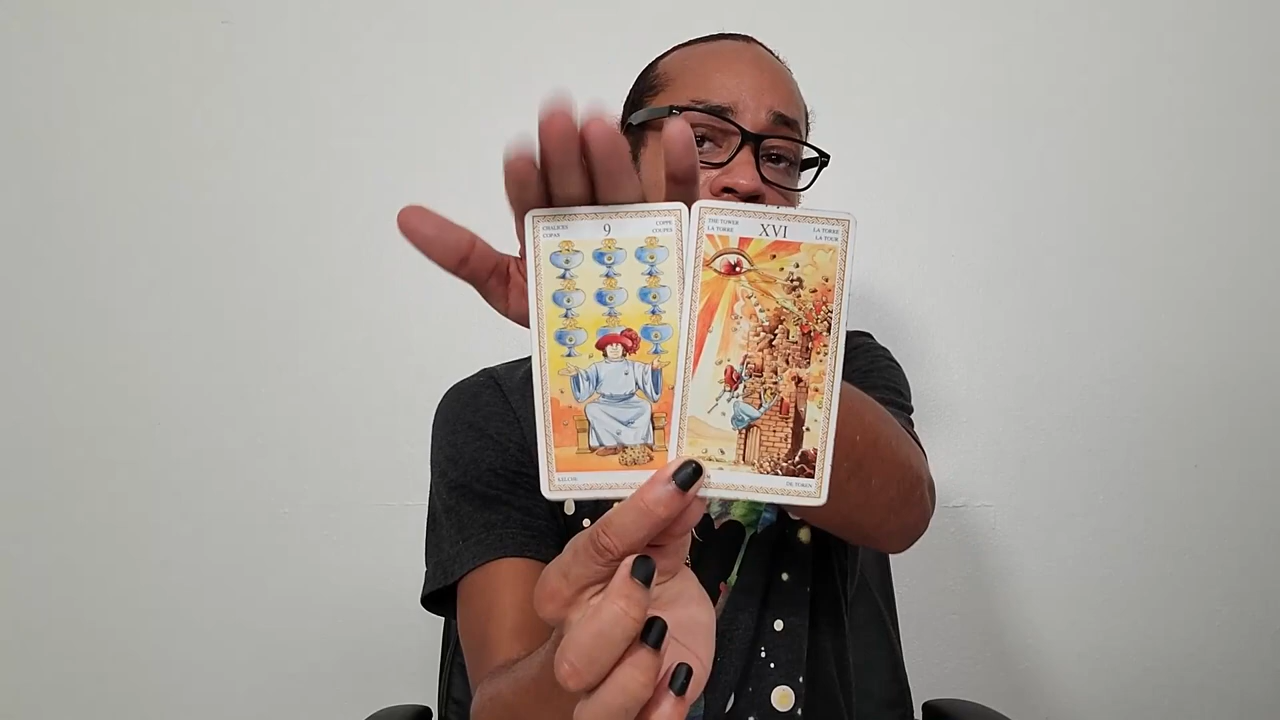 CHALICES
COPAS
9
COPPE
COUPES
KELCHE
THE TOWER
LA TORRE
XVI
LA TORRE
LA TOUR
DE TOREN